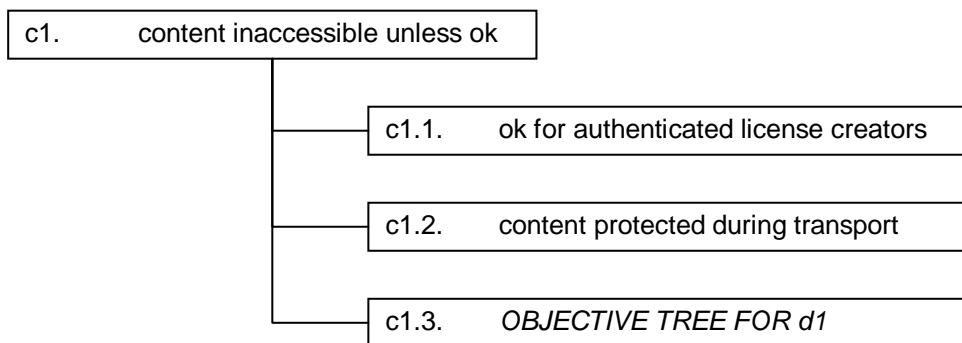 c1. content inaccessible unless ok
c1.1. ok for authenticated license creators
c1.2. content protected during transport
c1.3. OBJECTIVE TREE FOR d1